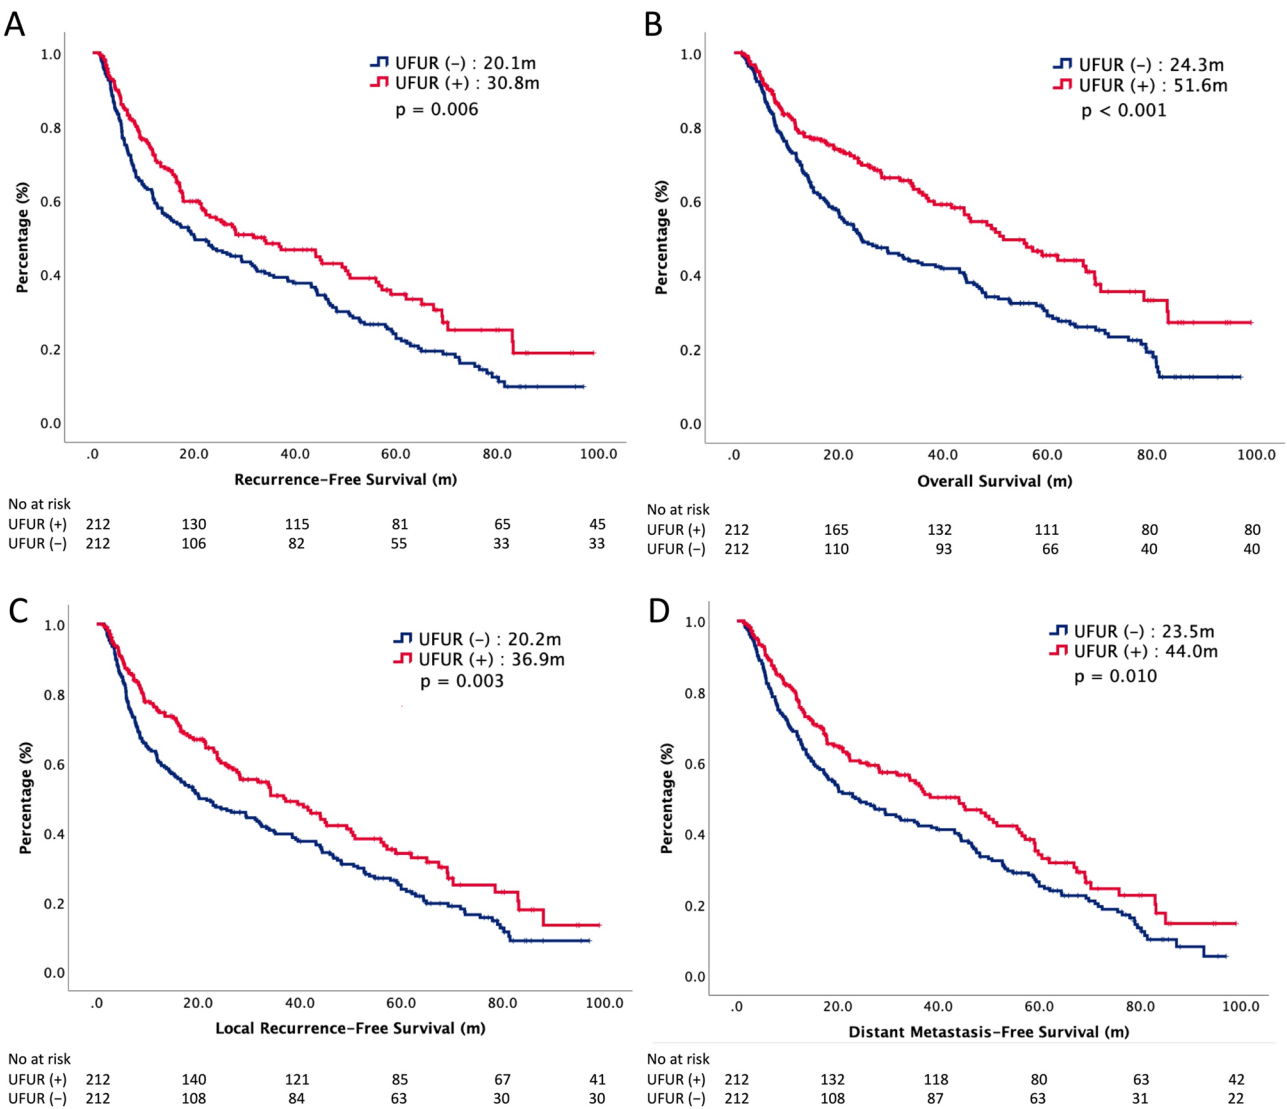 A
1.0
0.8
0.6
0.4
0.2
0.0
Percentage (%)
UFUR (−) : 20.1m
UFUR (+) : 30.8m
p = 0.006
.0 20.0 40.0 60.0 80.0 100.0
Recurrence−Free Survival (m)
No at risk
UFUR (+) 212 130 115 81 65 45
UFUR (−) 212 106 82 55 33 33
B
1.0
0.8
0.6
0.4
0.2
0.0
Percentage (%)
UFUR (−) : 24.3m
UFUR (+) : 51.6m
p < 0.001
.0 20.0 40.0 60.0 80.0 100.0
Overall Survival (m)
No at risk
UFUR (+) 212 165 132 111 80 80
UFUR (−) 212 110 93 66 40 40
C
1.0
0.8
0.6
0.4
0.2
0.0
Percentage (%)
UFUR (−) : 20.2m
UFUR (+) : 36.9m
p = 0.003
.0 20.0 40.0 60.0 80.0 100.0
Local Recurrence−Free Survival (m)
No at risk
UFUR (+) 212 140 121 85 67 41
UFUR (−) 212 108 84 63 30 30
D
1.0
0.8
0.6
0.4
0.2
0.0
Percentage (%)
UFUR (−) : 23.5m
UFUR (+) : 44.0m
p = 0.010
.0 20.0 40.0 60.0 80.0 100.0
Distant Metastasis−Free Survival (m)
No at risk
UFUR (+) 212 132 118 80 63 42
UFUR (−) 212 108 87 63 31 22